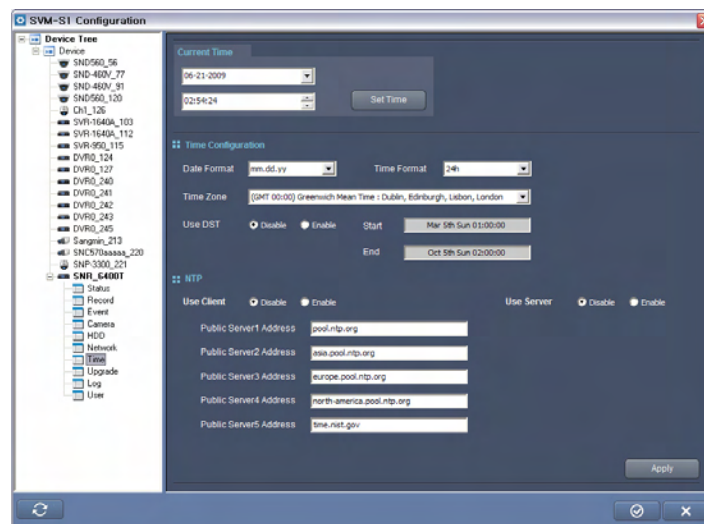 SVM-S1 Configuration
Device Tree
Device
SND560_56
SND-460V_77
SND-460V_91
SND560_120
Ch1_126
SVR-1640A_103
SVR-1640A_112
SVR-950_115
DVR0_124
DVR0_127
DVR0_240
DVR0_241
DVR0_242
DVR0_243
DVR0_245
Sangmin_213
SNC570aaaaa_220
SNP-3300_221
SNR_6400T
Status
Record
Event
Camera
HDD
Network
Time
Upgrade
Log
User
Current Time
06-21-2009
02:54:24
Set Time
Time Configuration
Date Format mm.dd.yy Time Format 24h
Time Zone (GMT 00:00) Greenwich Mean Time : Dublin, Edinburgh, Lisbon, London
Use DST Disable Enable Start Mar 5th Sun 01:00:00
End Oct 5th Sun 02:00:00
NTP
Use Client Disable Enable Use Server Disable Enable
Public Server1 Address pool.ntp.org
Public Server2 Address asia.pool.ntp.org
Public Server3 Address europe.pool.ntp.org
Public Server4 Address north-america.pool.ntp.org
Public Server5 Address time.nist.gov
Apply